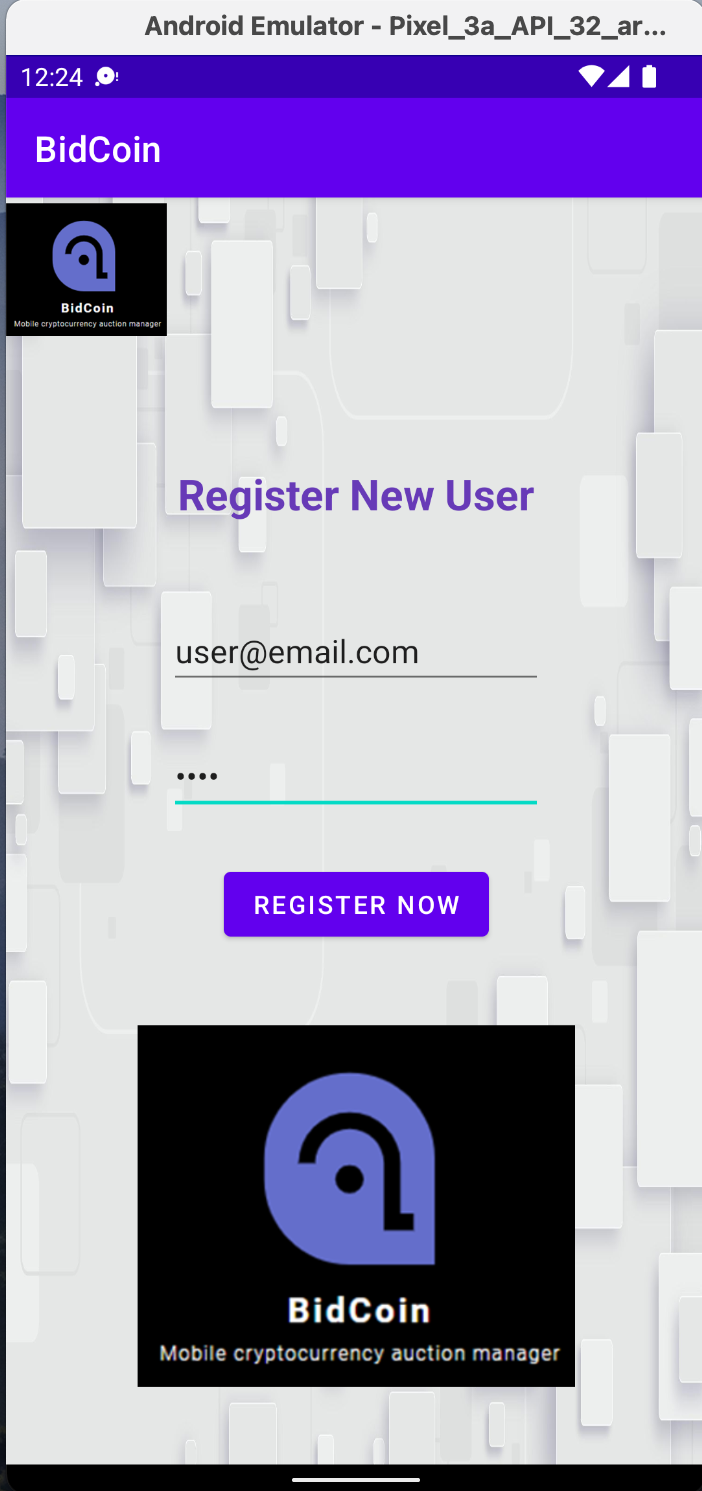 Android Emulator - Pixel_3a_API_32_ar...
12:24
BidCoin
BidCoin
Mobile cryptocurrency auction manager
Register New User
user@email.com
••••
REGISTER NOW
BidCoin
Mobile cryptocurrency auction manager